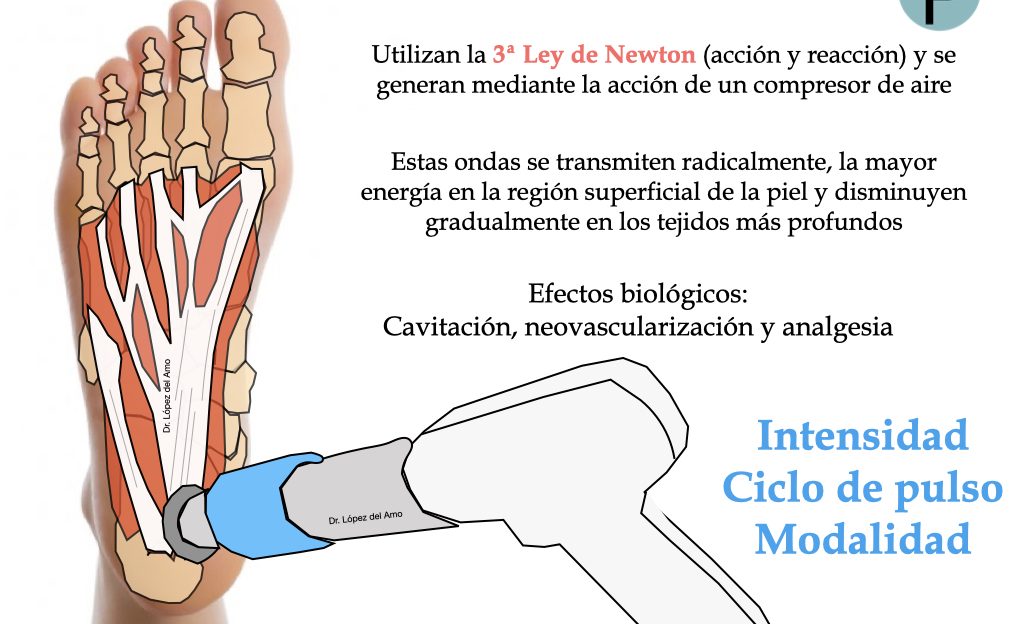 Utilizan la 3ª Ley de Newton (acción y reacción) y se
generan mediante la acción de un compresor de aire
Estas ondas se transmiten radicalmente, la mayor
energía en la región superficial de la piel y disminuyen
gradualmente en los tejidos más profundos
Efectos biológicos:
Cavitación, neovascularización y analgesia
Dr. López del Amo
Intensidad
Ciclo de pulso
Modalidad
Dr. López del Amo